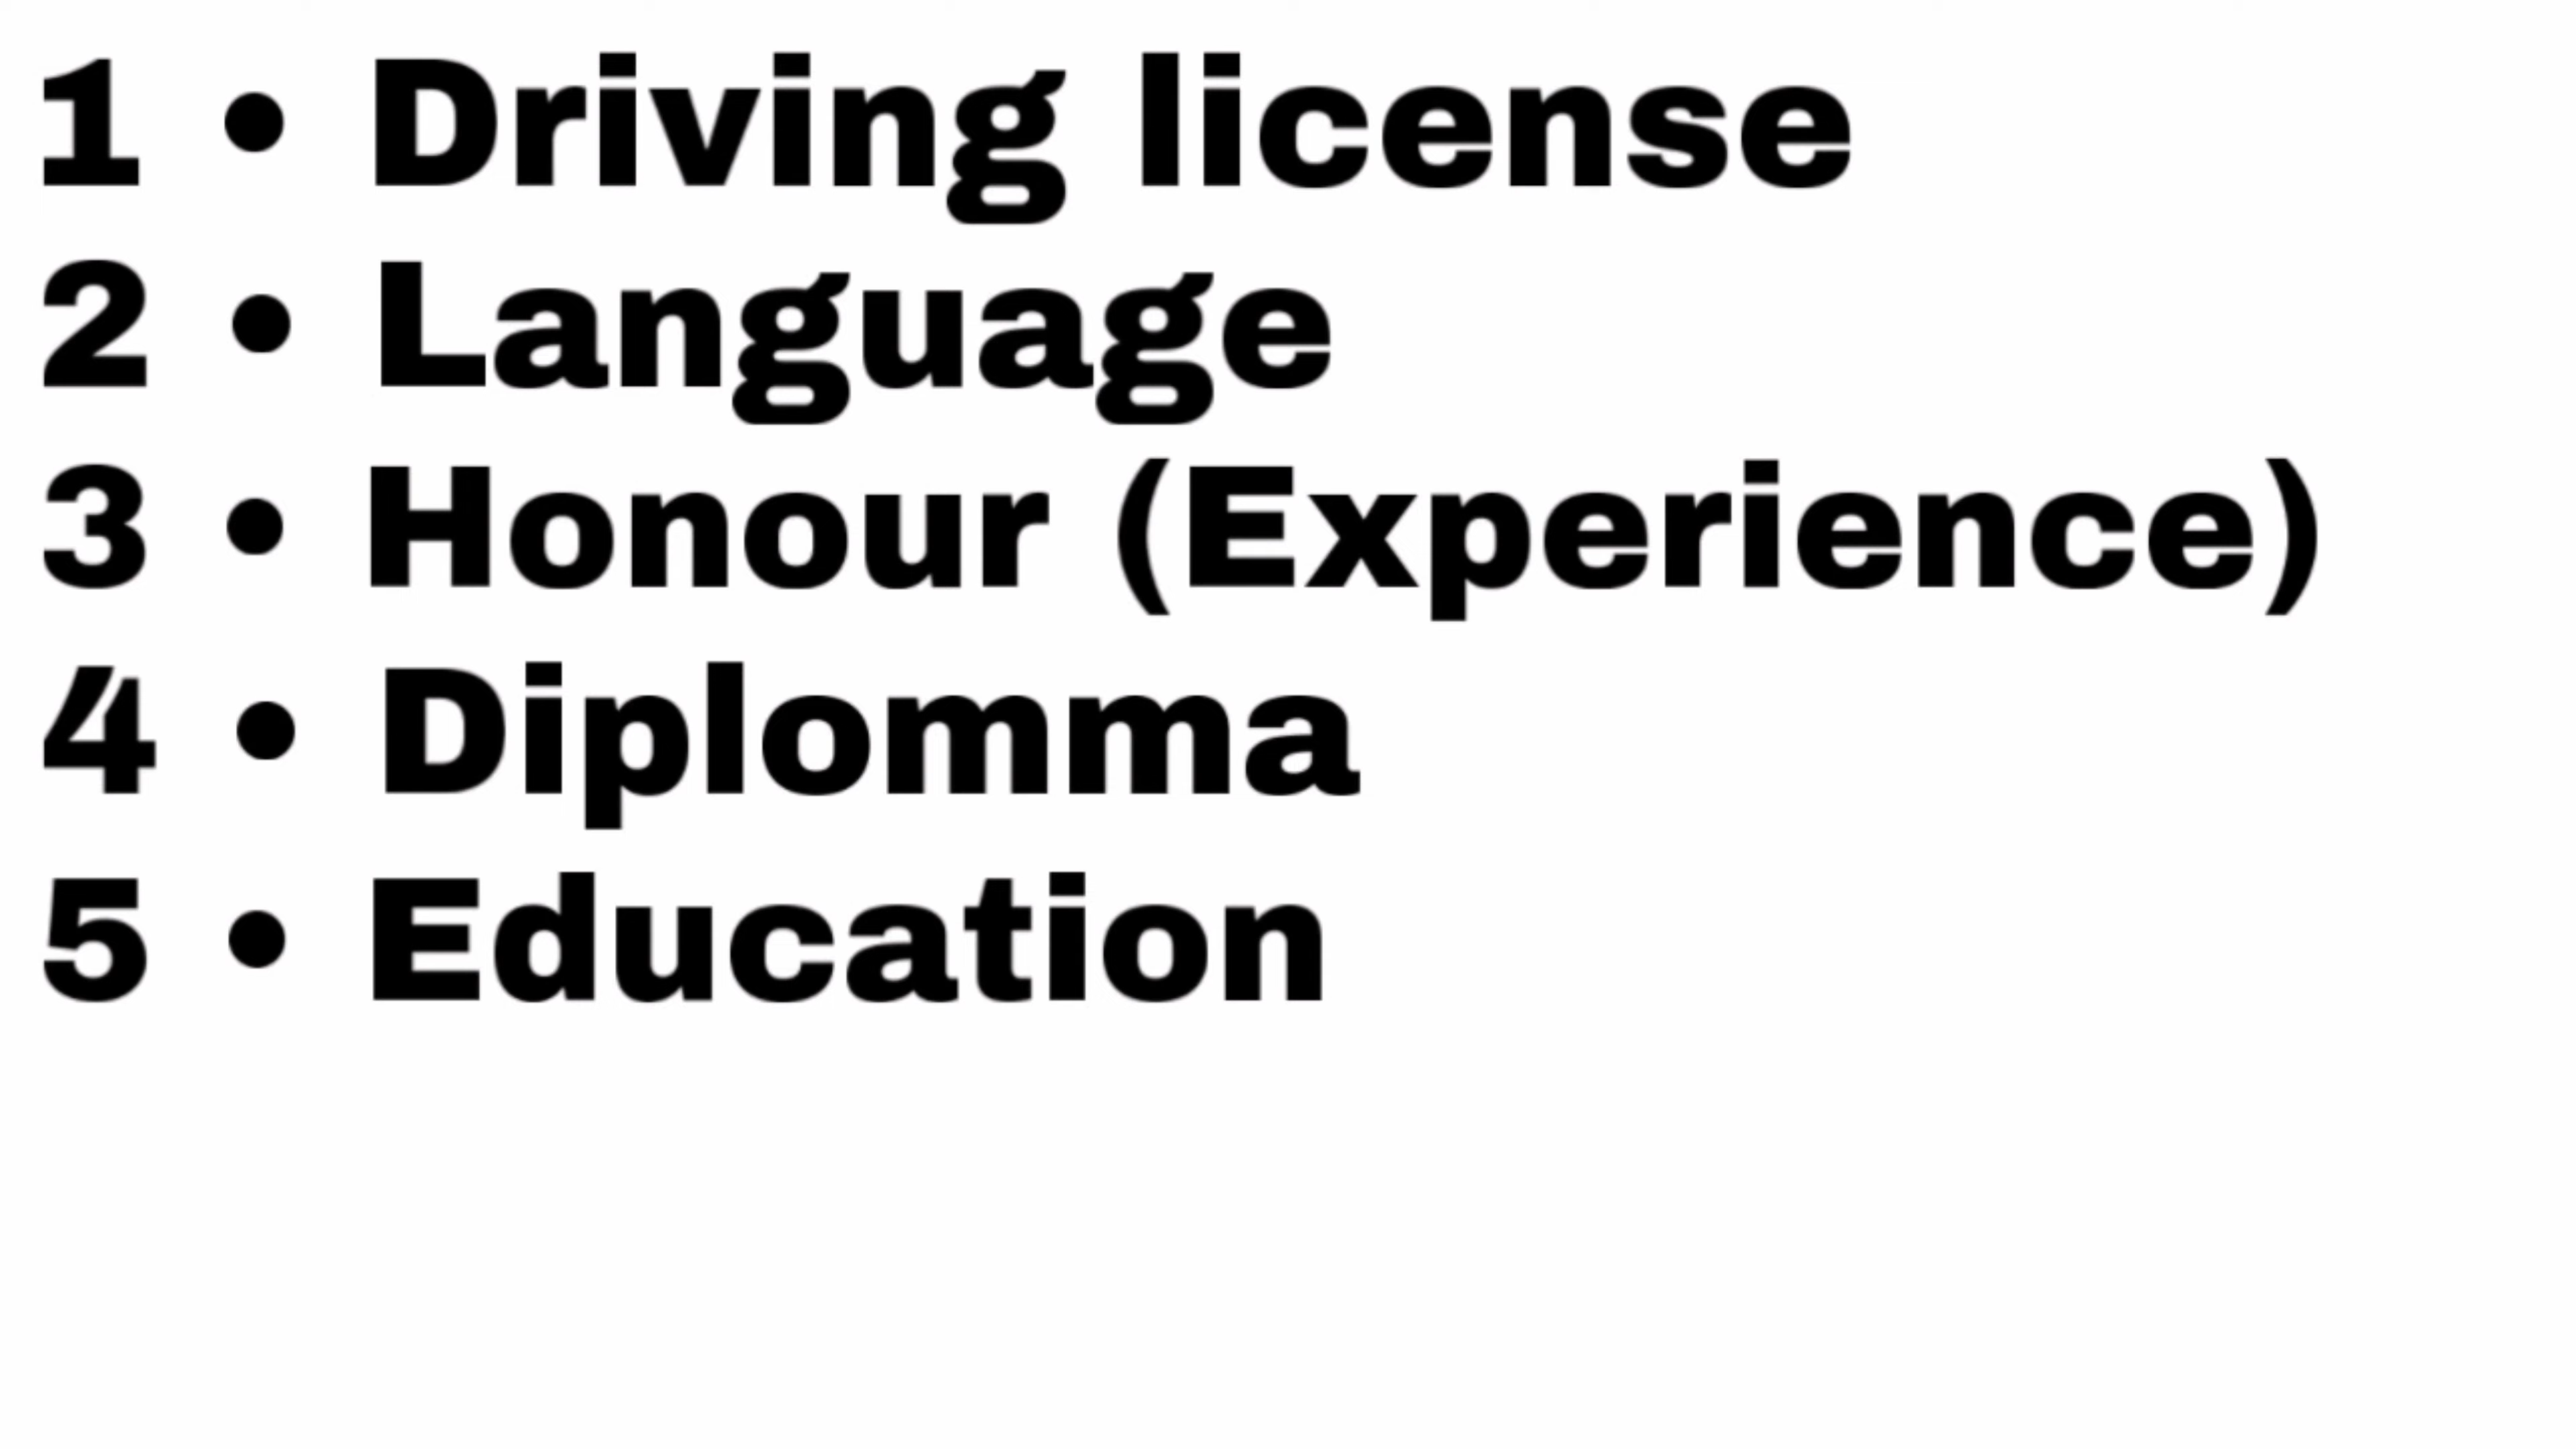 1 • Driving license
2 • Language
3 • Honour (Experience)
4 • Diplomma
5 • Education